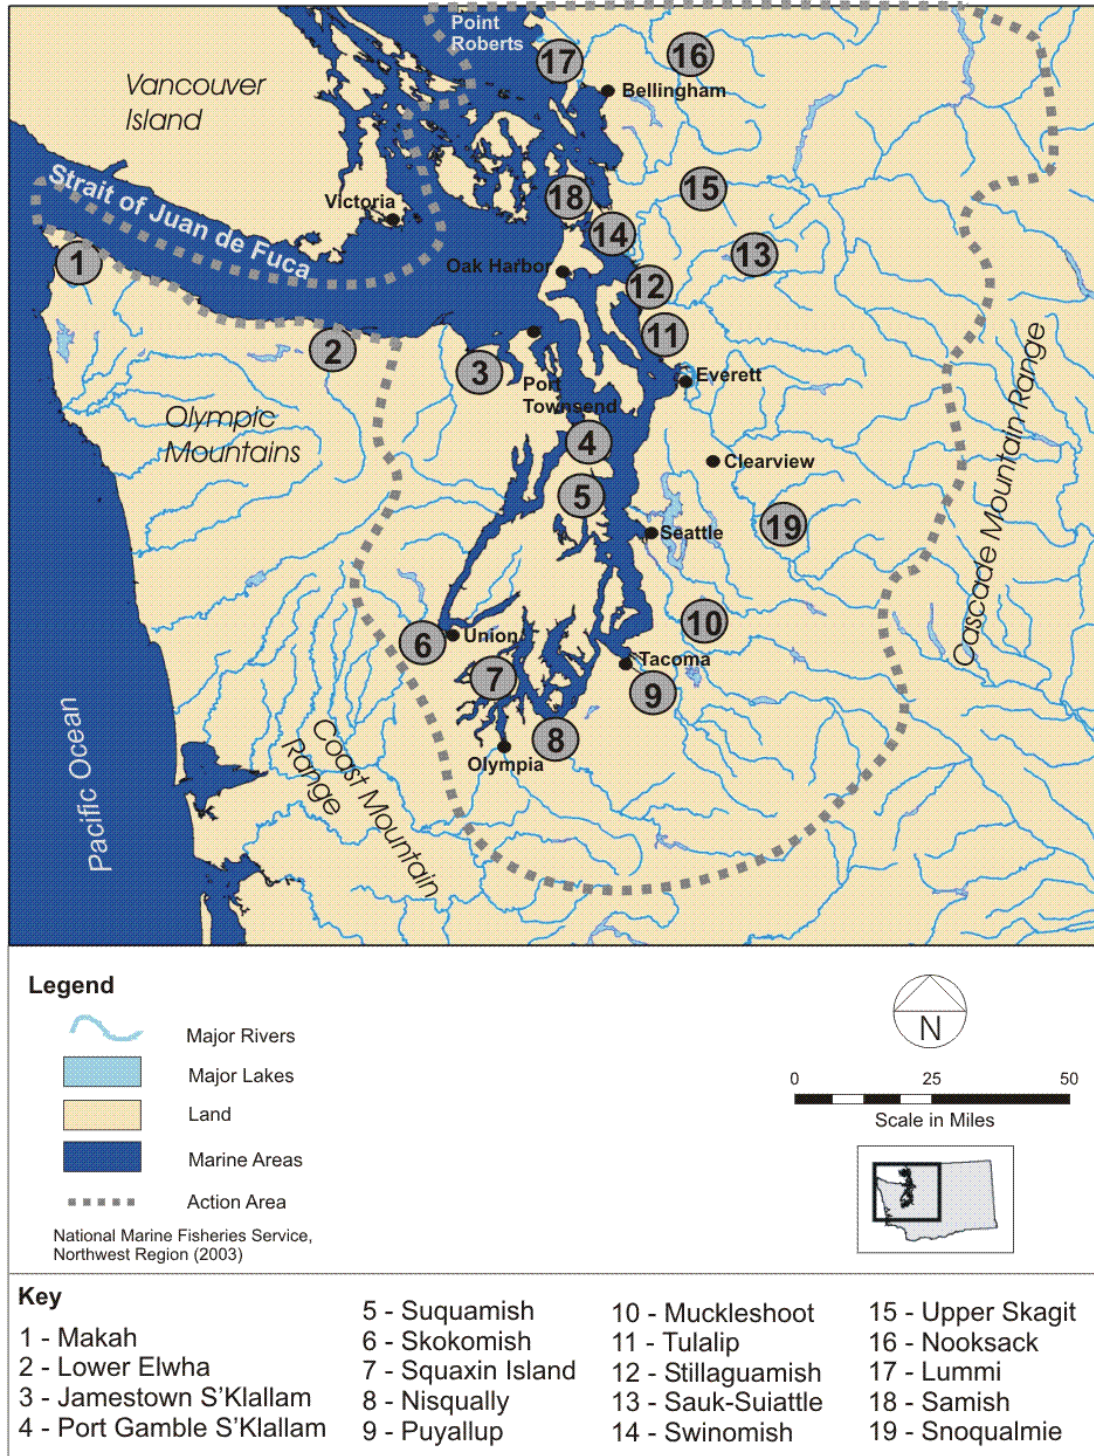 Point
Roberts
17
16
Bellingham
Vancouver
Island
Strait of Juan de Fuca
Victoria
18
15
14
13
1
Oak Harbor
12
11
2
3
Port
Townsend
Everett
Olympic
Mountains
4
Clearview
5
19
Seattle
Cascade Mountain Range
6
Union
10
7
Tacoma
9
8
Olympia
Pacific Ocean
Coast Mountain
Range
Legend
Major Rivers
Major Lakes
Land
Marine Areas
Action Area
National Marine Fisheries Service,
Northwest Region (2003)
N
0 25 50
Scale in Miles
Key
1 - Makah
2 - Lower Elwha
3 - Jamestown S'Klallam
4 - Port Gamble S'Klallam
5 - Suquamish
6 - Skokomish
7 - Squaxin Island
8 - Nisqually
9 - Puyallup
10 - Muckleshoot
11 - Tulalip
12 - Stillaguamish
13 - Sauk-Suiattle
14 - Swinomish
15 - Upper Skagit
16 - Nooksack
17 - Lummi
18 - Samish
19 - Snoqualmie